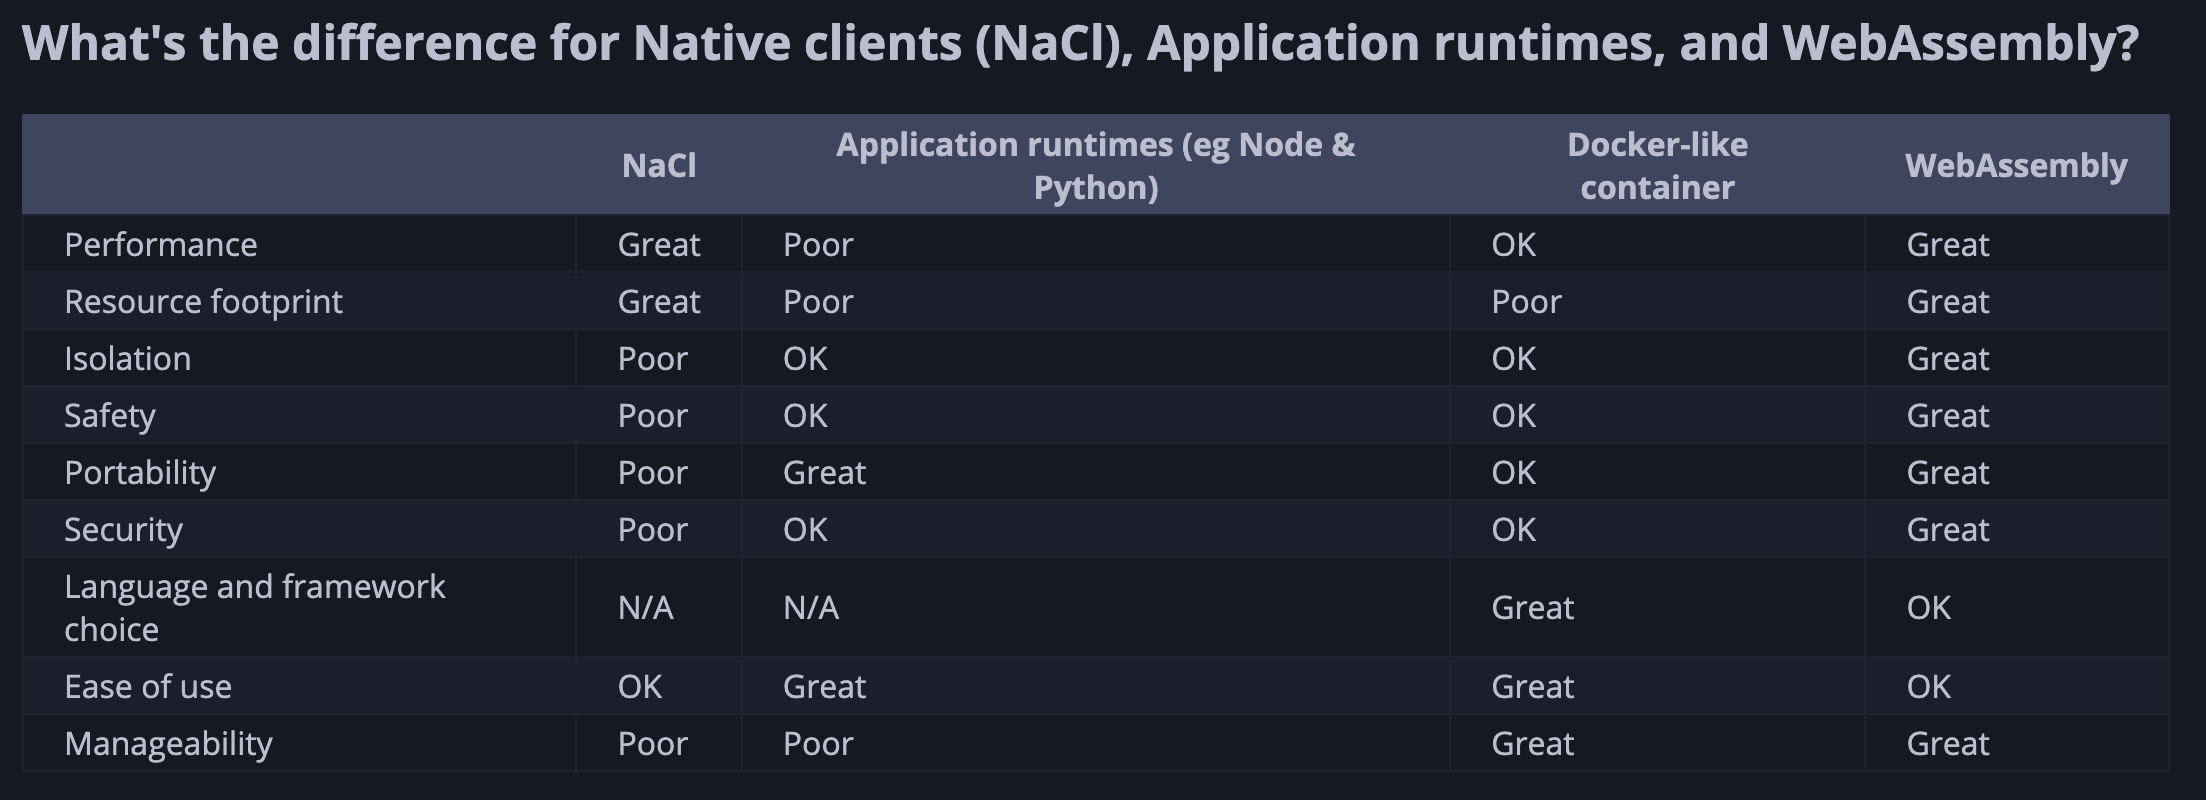 What's the difference for Native clients (NaCl), Application runtimes, and WebAssembly?
NaCl
Application runtimes (eg Node &
Python)
Docker-like
container
WebAssembly
Performance Great Poor OK Great
Resource footprint Great Poor Poor Great
Isolation Poor OK OK Great
Safety Poor OK OK Great
Portability Poor Great OK Great
Security Poor OK OK Great
Language and framework
choice
N/A N/A Great OK
Ease of use OK Great Great OK
Manageability Poor Poor Great Great